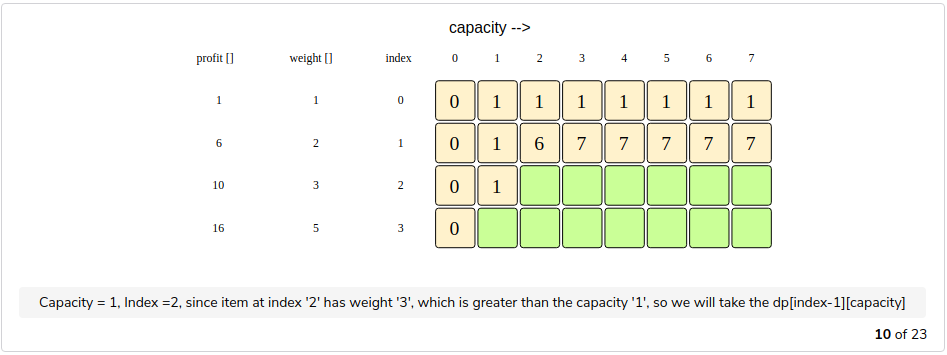 capacity -->
profit [] weight [] index 0 1 2 3 4 5 6 7
1 1 0 0 1 1 1 1 1 1 1
6 2 1 0 1 6 7 7 7 7 7
10 3 2 0 1
16 5 3 0
Capacity = 1, Index =2, since item at index '2' has weight '3', which is greater than the capacity '1', so we will take the dp[index-1][capacity]
10 of 23